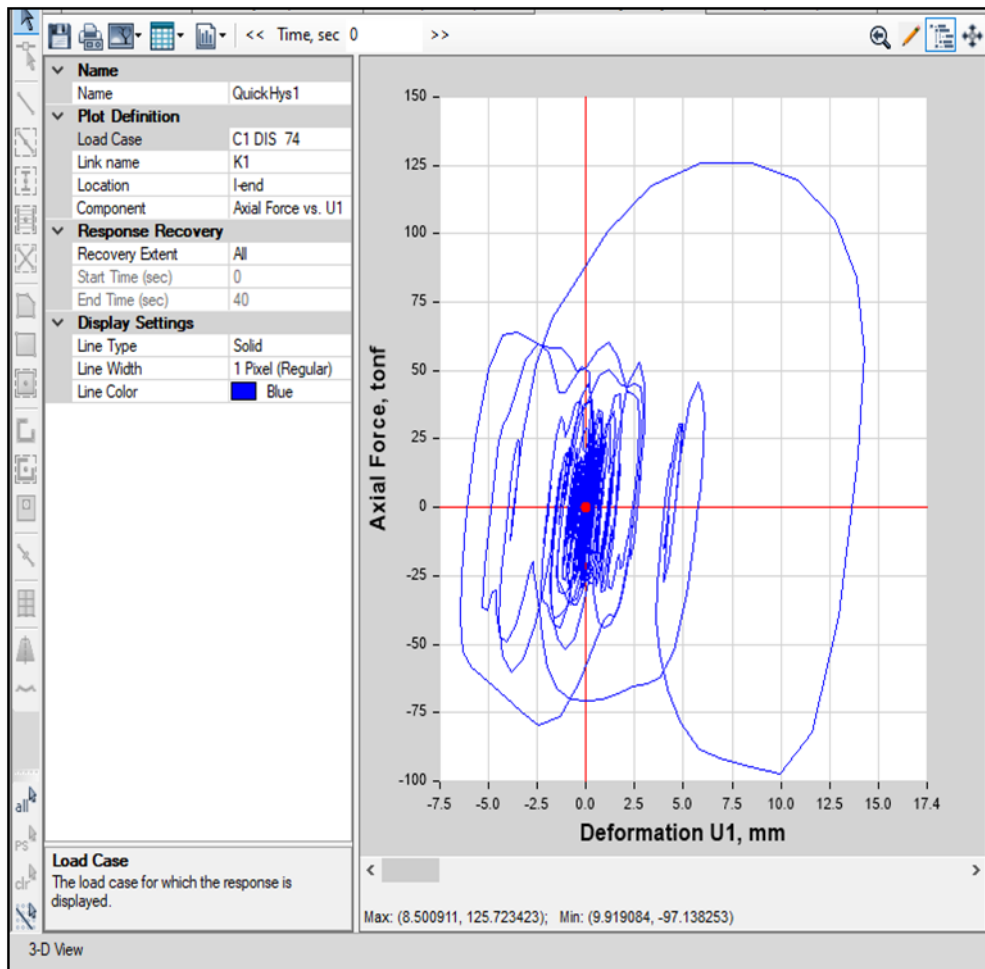 << Time, sec 0 >>
Name
Name QuickHys1
Plot Definition
Load Case C1 DIS 74
Link name K1
Location I-end
Component Axial Force vs. U1
Response Recovery
Recovery Extent All
Start Time (sec) 0
End Time (sec) 40
Display Settings
Line Type Solid
Line Width 1 Pixel (Regular)
Line Color Blue
Load Case
The load case for which the response is
displayed.
all
PS
clr
3-D View
Axial Force, tonf
150
125
100
75
50
25
0
-25
-50
-75
-100
-7.5 -5.0 -2.5 0.0 2.5 5.0 7.5 10.0 12.5 15.0 17.4
Deformation U1, mm
Max: (8.500911, 125.723423); Min: (9.919084, -97.138253)